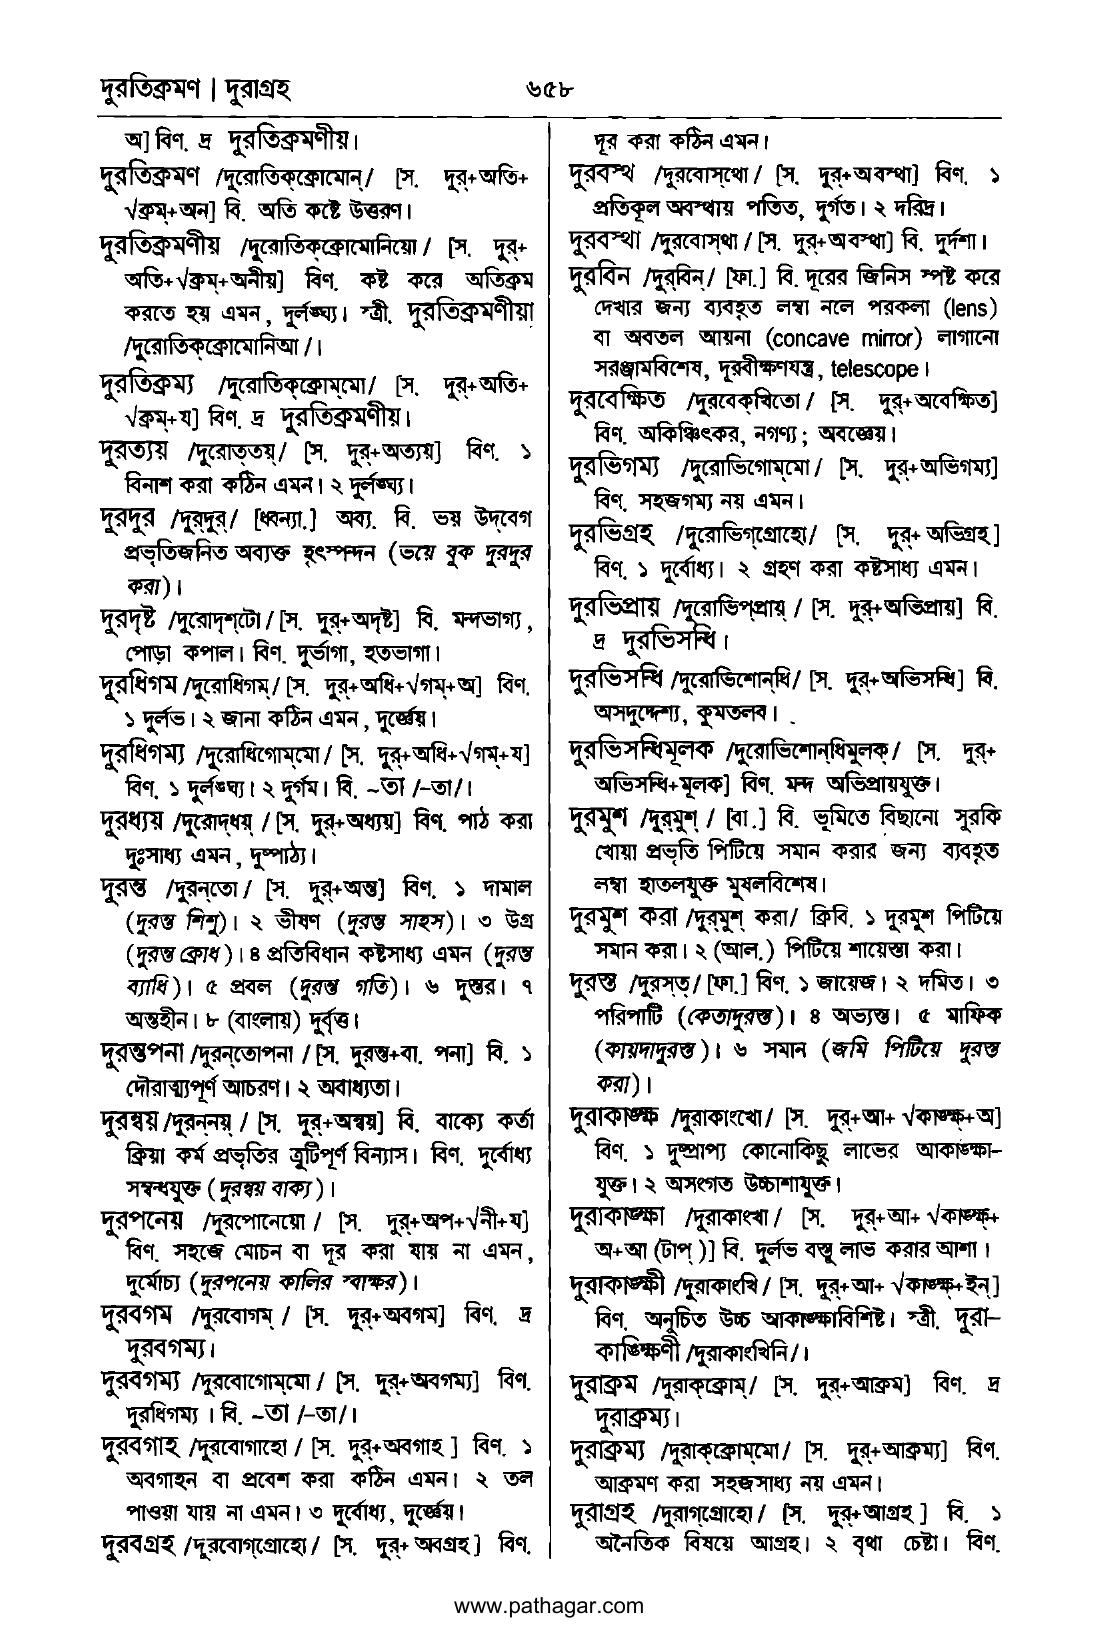 দুরতিক্রমণ | দুরাগ্রহ ৬৫৮
অ] বিণ. দ্র দুরতিক্রমণীয়।
দুরতিক্রমণ /দুরোতিক্‌ক্রোমোন্‌/ [স. দুর্‌+অতি+
√ক্রম্‌+অন] বি. অতি কষ্টে উত্তরণ।
দুরতিক্রমণীয় /দুরোতিক্‌ক্রোমোনিয়ো/ [স. দুর্‌+
অতি+√ক্রম্‌+অনীয়] বিণ. কষ্ট করে অতিক্রম
করতে হয় এমন, দুর্লঙ্ঘ্য। স্ত্রী. দুরতিক্রমণীয়া
/দুরোতিক্‌ক্রোমোনিআ/।
দুরতিক্রম্য /দুরোতিক্‌ক্রোম্‌মো/ [স. দুর্‌+অতি+
√ক্রম্‌+য] বিণ. দ্র দুরতিক্রমণীয়।
দুরত্যয় /দুরোত্‌তয়্‌/ [স. দুর্‌+অত্যয়] বিণ. ১
বিনাশ করা কঠিন এমন। ২ দুর্লঙ্ঘ্য।
দুরদুর /দুর্‌দুর্‌/ [ধ্বন্যা.] অব্য. বি. ভয় উদ্‌বেগ
প্রভৃতিজনিত অব্যক্ত হৃৎস্পন্দন (ভয়ে বুক দুরদুর
করা)।
দুরদৃষ্ট /দুরোদৃশ্‌টো/ [স. দুর্‌+অদৃষ্ট] বি. মন্দভাগ্য,
পোড়া কপাল। বিণ. দুর্ভাগা, হতভাগা।
দুরধিগম /দুরোধিগম্‌/ [স. দুর্‌+অধি+√গম্‌+অ] বিণ.
১ দুর্লভ। ২ জানা কঠিন এমন, দুর্জ্ঞেয়।
দুরধিগম্য /দুরোধিগোম্‌মো/ [স. দুর্‌+অধি+√গম্‌+য]
বিণ. ১ দুর্লঙ্ঘ্য। ২ দুর্গম। বি. ~তা /–তা/।
দুরধ্যয় /দুরোদ্‌ধয়্‌/ [স. দুর্‌+অধ্যয়] বিণ. পাঠ করা
দুঃসাধ্য এমন, দুষ্পাঠ্য।
দুরন্ত /দুরন্‌তো/ [স. দুর্‌+অন্ত] বিণ. ১ দামাল
(দুরন্ত শিশু)। ২ ভীষণ (দুরন্ত সাহস)। ৩ উগ্র
(দুরন্ত ক্রোধ)। ৪ প্রতিবিধান কষ্টসাধ্য এমন (দুরন্ত
ব্যাধি)। ৫ প্রবল (দুরন্ত গতি)। ৬ দুস্তর। ৭
অন্তহীন। ৮ (বাংলায়) দুর্বৃত্ত।
দুরন্তপনা /দুরন্‌তোপনা/ [স. দুরন্ত+বা. পনা] বি. ১
দৌরাত্ম্যপূর্ণ আচরণ। ২ অবাধ্যতা।
দুরন্বয় /দুরন্‌নয়্‌/ [স. দুর্‌+অন্বয়] বি. বাক্যে কর্তা
ক্রিয়া কর্ম প্রভৃতির ত্রুটিপূর্ণ বিন্যাস। বিণ. দুর্বোধ্য
সম্বন্ধযুক্ত (দুরন্বয় বাক্য)।
দুরপনেয় /দুরপোনেয়ো/ [স. দুর্‌+অপ+√নী+য]
বিণ. সহজে মোচন বা দূর করা যায় না এমন,
দুর্মোচ্য (দুরপনেয় কালির স্বাক্ষর)।
দুরবগম /দুরবোগম্‌/ [স. দুর্‌+অবগম] বিণ. দ্র
দুরবগম্য।
দুরবগম্য /দুরবোগোম্‌মো/ [স. দুর্‌+অবগম্য] বিণ.
দুরধিগম্য। বি. ~তা /–তা/।
দুরবগাহ /দুরবোগাহো/ [স. দুর্‌+অবগাহ] বিণ. ১
অবগাহন বা প্রবেশ করা কঠিন এমন। ২ তল
পাওয়া যায় না এমন। ৩ দুর্বোধ্য, দুর্জ্ঞেয়।
দুরবগ্রহ /দুরবোগ্‌গ্রোহো/ [স. দুর্‌+অবগ্রহ] বিণ.
দূর করা কঠিন এমন।
দুরবস্থ /দুরবোস্‌থো/ [স. দুর্‌+অবস্থা] বিণ. ১
প্রতিকূল অবস্থায় পতিত, দুর্গত। ২ দরিদ্র।
দুরবস্থা /দুরবোস্‌থা/ [স. দুর্‌+অবস্থা] বি. দুর্দশা।
দুরবিন /দুর্‌বিন্‌/ [ফা.] বি. দূরের জিনিস স্পষ্ট করে
দেখার জন্য ব্যবহৃত লম্বা নলে পরকলা (lens)
বা অবতল আয়না (concave mirror) লাগানো
সরঞ্জামবিশেষ, দূরবীক্ষণযন্ত্র, telescope।
দুরবেক্ষিত /দুরবেক্‌খিতো/ [স. দুর্‌+অবেক্ষিত]
বিণ. অকিঞ্চিৎকর, নগণ্য; অবজ্ঞেয়।
দুরভিগম্য /দুরোভিগোম্‌মো/ [স. দুর্‌+অভিগম্য]
বিণ. সহজগম্য নয় এমন।
দুরভিগ্রহ /দুরোভিগ্‌গ্রোহো/ [স. দুর্‌+অভিগ্রহ]
বিণ. ১ দুর্বোধ্য। ২ গ্রহণ করা কষ্টসাধ্য এমন।
দুরভিপ্রায় /দুরোভিপ্‌প্রায়্‌/ [স. দুর্‌+অভিপ্রায়] বি.
দ্র দুরভিসন্ধি।
দুরভিসন্ধি /দুরোভিশোন্‌ধি/ [স. দুর্‌+অভিসন্ধি] বি.
অসদুদ্দেশ্য, কুমতলব।
দুরভিসন্ধিমূলক /দুরোভিশোন্‌ধিমুলক্‌/ [স. দুর্‌+
অভিসন্ধি+মূলক] বিণ. মন্দ অভিপ্রায়যুক্ত।
দুরমুশ /দুর্‌মুশ্‌/ [বা.] বি. ভূমিতে বিছানো সুরকি
খোয়া প্রভৃতি পিটিয়ে সমান করার জন্য ব্যবহৃত
লম্বা হাতলযুক্ত মুষলবিশেষ।
দুরমুশ করা /দুর্‌মুশ্‌ করা/ ক্রিবি. ১ দুরমুশ পিটিয়ে
সমান করা। ২ (আল.) পিটিয়ে শায়েস্তা করা।
দুরস্ত /দুরস্‌ত্‌/ [ফা.] বিণ. ১ জায়েজ। ২ দমিত। ৩
পরিপাটি (কেতাদুরস্ত)। ৪ অভ্যস্ত। ৫ মাফিক
(কায়দাদুরস্ত)। ৬ সমান (জমি পিটিয়ে দুরস্ত
করা)।
দুরাকাঙ্ক্ষ /দুরাকাংখো/ [স. দুর্‌+আ+ √কাঙ্ক্ষ্‌+অ]
বিণ. ১ দুষ্প্রাপ্য কোনোকিছু লাভের আকাঙ্ক্ষা–
যুক্ত। ২ অসংগত উচ্চাশাযুক্ত।
দুরাকাঙ্ক্ষা /দুরাকাংখা/ [স. দুর্‌+আ+ √কাঙ্ক্ষ্‌+
অ+আ (টাপ্‌)] বি. দুর্লভ বস্তু লাভ করার আশা।
দুরাকাঙ্ক্ষী /দুরাকাংখি/ [স. দুর্‌+আ+ √কাঙ্ক্ষ্‌+ইন্‌]
বিণ. অনুচিত উচ্চ আকাঙ্ক্ষাবিশিষ্ট। স্ত্রী. দুরা–
কাঙ্ক্ষিণী /দুরাকাংখিনি/।
দুরাক্রম /দুরাক্‌ক্রোম্‌/ [স. দুর্‌+আক্রম] বিণ. দ্র
দুরাক্রম্য।
দুরাক্রম্য /দুরাক্‌ক্রোম্‌মো/ [স. দুর্‌+আক্রম্য] বিণ.
আক্রমণ করা সহজসাধ্য নয় এমন।
দুরাগ্রহ /দুরাগ্‌গ্রোহো/ [স. দুর্‌+আগ্রহ] বি. ১
অনৈতিক বিষয়ে আগ্রহ। ২ বৃথা চেষ্টা। বিণ.
www.pathagar.com